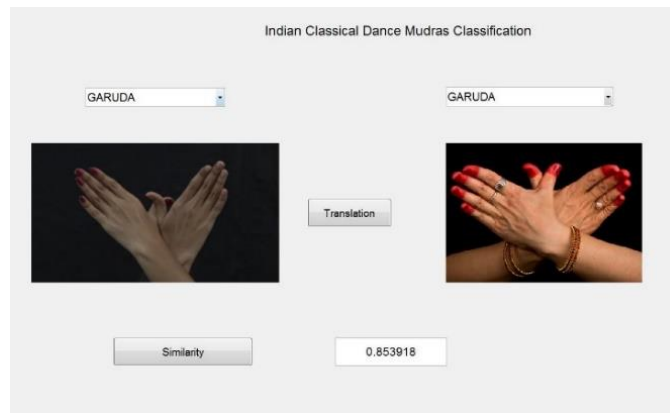 Indian Classical Dance Mudras Classification
GARUDA
GARUDA
Translation
Similarity
0.853918